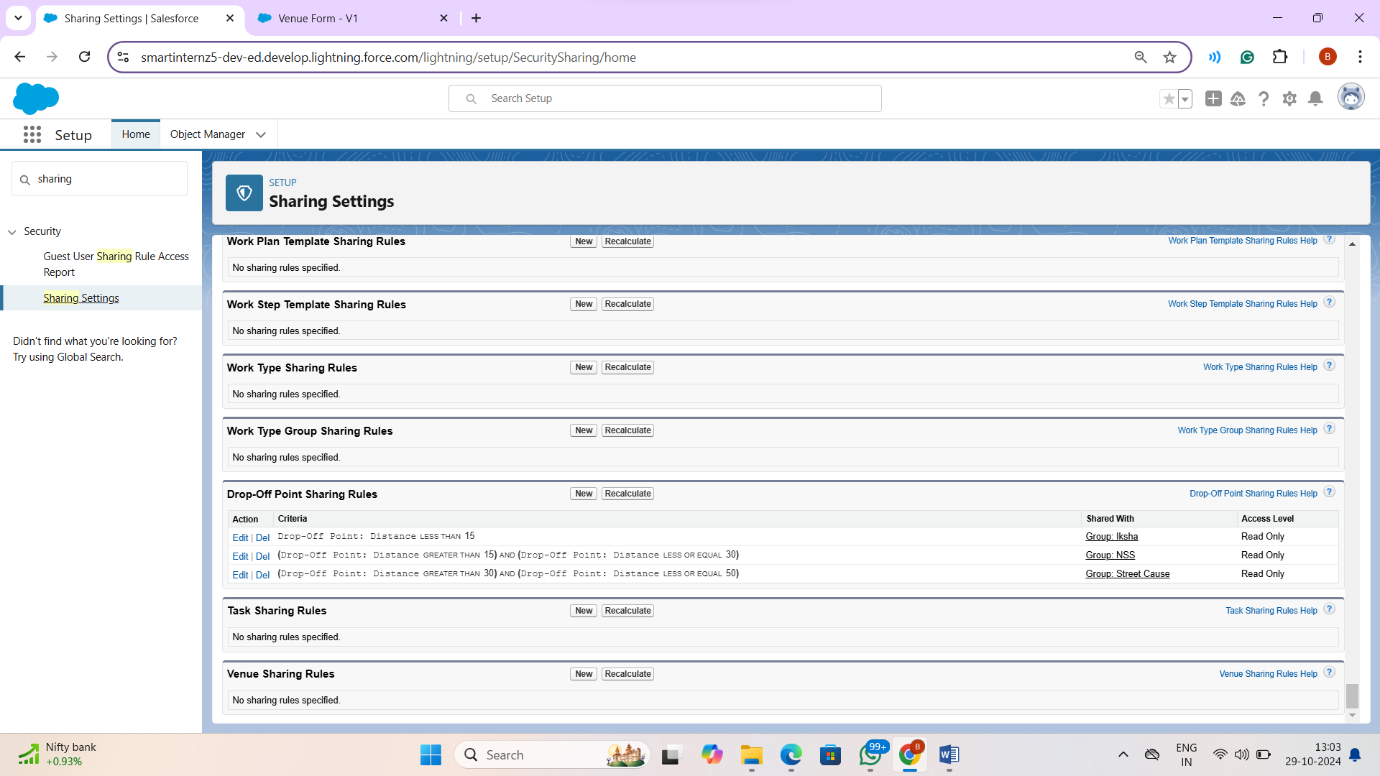 Sharing Settings | Salesforce
Venue Form - V1
smartinternz5-dev-ed.develop.lightning.force.com/lightning/setup/SecuritySharing/home
B
Search Setup
Setup
Home
Object Manager
sharing
Security
Guest User Sharing Rule Access
Report
Sharing Settings
Didn't find what you're looking for?
Try using Global Search.
SETUP
Sharing Settings
Work Plan Template Sharing Rules New Recalculate Work Plan Template Sharing Rules Help ?
No sharing rules specified.
Work Step Template Sharing Rules New Recalculate Work Step Template Sharing Rules Help ?
No sharing rules specified.
Work Type Sharing Rules New Recalculate Work Type Sharing Rules Help ?
No sharing rules specified.
Work Type Group Sharing Rules New Recalculate Work Type Group Sharing Rules Help ?
No sharing rules specified.
Drop-Off Point Sharing Rules New Recalculate Drop-Off Point Sharing Rules Help ?
Action Criteria Shared With Access Level
Edit | Del Drop-Off Point: Distance LESS THAN 15 Group: Iksha Read Only
Edit | Del (Drop-Off Point: Distance GREATER THAN 15) AND (Drop-Off Point: Distance LESS OR EQUAL 30) Group: NSS Read Only
Edit | Del (Drop-Off Point: Distance GREATER THAN 30) AND (Drop-Off Point: Distance LESS OR EQUAL 50) Group: Street Cause Read Only
Task Sharing Rules New Recalculate Task Sharing Rules Help ?
No sharing rules specified.
Venue Sharing Rules New Recalculate Venue Sharing Rules Help ?
No sharing rules specified.
Nifty bank
+0.93%
Search
99+
8
ENG
IN
13:03
29-10-2024